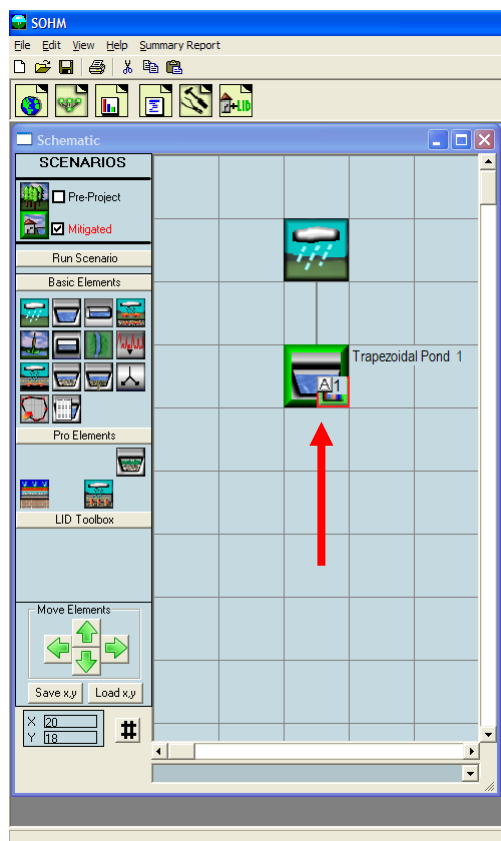 SOHM
File Edit View Help Summary Report
+LID
Schematic
SCENARIOS
Pre-Project
Mitigated
Run Scenario
Basic Elements
Trapezoidal Pond 1
A 1
Pro Elements
LID Toolbox
Move Elements
Save x,y Load x,y
X 20
Y 18
#